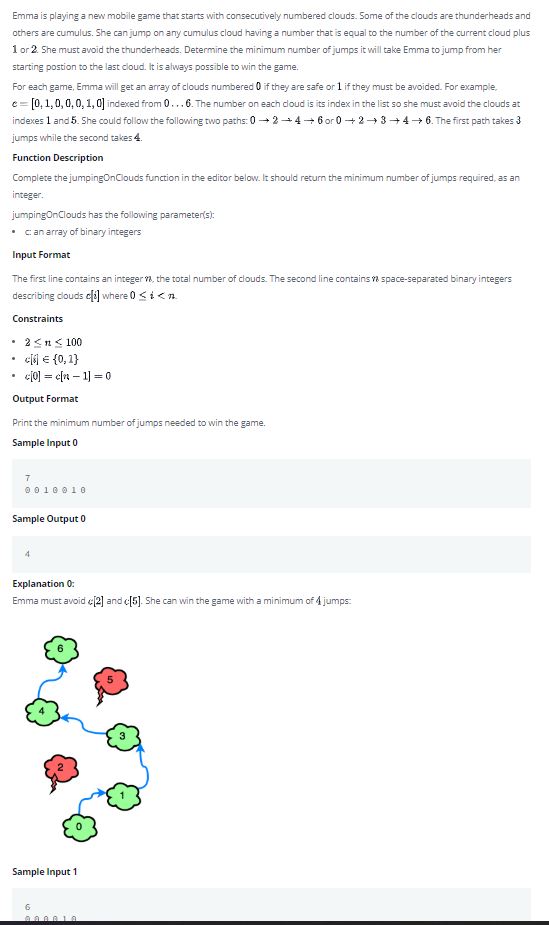 Emma is playing a new mobile game that starts with consecutively numbered clouds. Some of the clouds are thunderheads and
others are cumulus. She can jump on any cumulus cloud having a number that is equal to the number of the current cloud plus
1 or 2. She must avoid the thunderheads. Determine the minimum number of jumps it will take Emma to jump from her
starting postion to the last cloud. It is always possible to win the game.
For each game, Emma will get an array of clouds numbered 0 if they are safe or 1 if they must be avoided. For example,
c = [0, 1, 0, 0, 0, 1, 0] indexed from 0 . . . 6. The number on each cloud is its index in the list so she must avoid the clouds at
indexes 1 and 5. She could follow the following two paths: 0 → 2 → 4 → 6 or 0 → 2 → 3 → 4 → 6. The first path takes 3
jumps while the second takes 4.
Function Description
Complete the jumpingOnClouds function in the editor below. It should return the minimum number of jumps required, as an
integer.
jumpingOnClouds has the following parameter(s):
• c: an array of binary integers
Input Format
The first line contains an integer n, the total number of clouds. The second line contains n space-separated binary integers
describing clouds c[i] where 0 ≤ i < n.
Constraints
• 2 ≤ n ≤ 100
• c[i] ∈ {0, 1}
• c[0] = c[n − 1] = 0
Output Format
Print the minimum number of jumps needed to win the game.
Sample Input 0
7
0 0 1 0 0 1 0
Sample Output 0
4
Explanation 0:
Emma must avoid c[2] and c[5]. She can win the game with a minimum of 4 jumps:
6
5
4
3
2
1
0
Sample Input 1
6
0 0 0 0 1 0